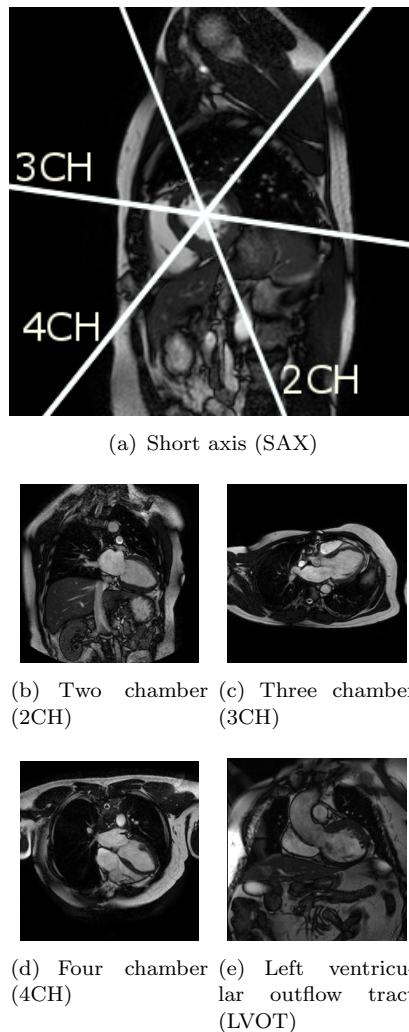 3CH
4CH
2CH
(a) Short axis (SAX)
(b) Two chamber
(2CH)
(c) Three chamber
(3CH)
(d) Four chamber
(4CH)
(e) Left ventricu-
lar outflow tract
(LVOT)